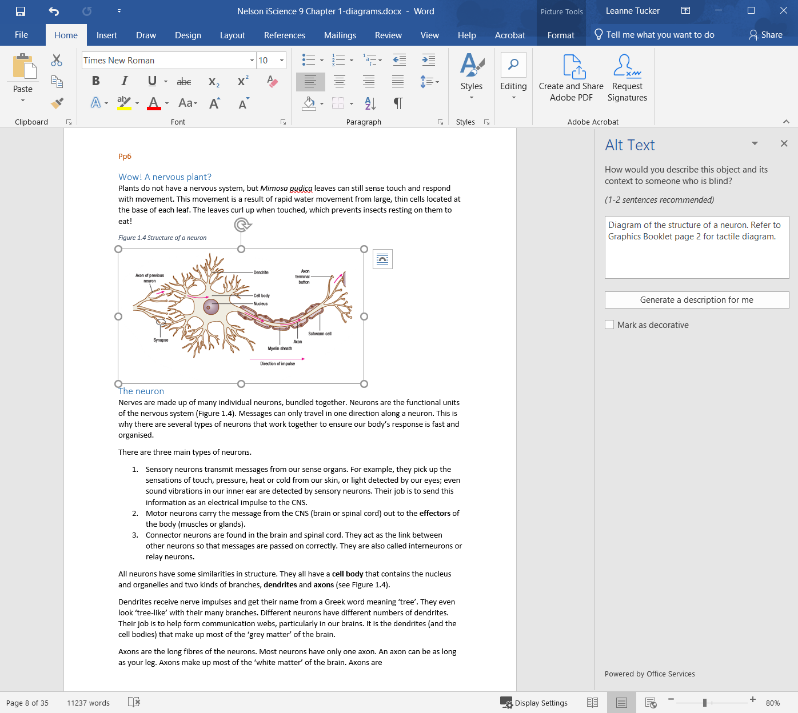 Nelson iScience 9 Chapter 1-diagrams.docx - Word
Picture Tools
Leanne Tucker
File
Home
Insert
Draw
Design
Layout
References
Mailings
Review
View
Help
Acrobat
Format
Tell me what you want to do
Share
Paste
Clipboard
Times New Roman
10
B I U abc X2 X2
A ab A Aa A A
Font
Paragraph
Styles
Styles
Editing
Create and Share
Adobe PDF
Request
Signatures
Adobe Acrobat
Pp6
Wow! A nervous plant?
Plants do not have a nervous system, but Mimosa pudica leaves can still sense touch and respond
with movement. This movement is a result of rapid water movement from large, thin cells located at
the base of each leaf. The leaves curl up when touched, which prevents insects resting on them to
eat!
Figure 1.4 Structure of a neuron
Axon of previous
neuron
Synapse
Dendrite
Cell body
Nucleus
Axon
terminal
button
Schwann cell
Axon
Myelin sheath
Direction of impulse
The neuron
Nerves are made up of many individual neurons, bundled together. Neurons are the functional units
of the nervous system (Figure 1.4). Messages can only travel in one direction along a neuron. This is
why there are several types of neurons that work together to ensure our body's response is fast and
organised.
There are three main types of neurons.
1. Sensory neurons transmit messages from our sense organs. For example, they pick up the
sensations of touch, pressure, heat or cold from our skin, or light detected by our eyes; even
sound vibrations in our inner ear are detected by sensory neurons. Their job is to send this
information as an electrical impulse to the CNS.
2. Motor neurons carry the message from the CNS (brain or spinal cord) out to the effectors of
the body (muscles or glands).
3. Connector neurons are found in the brain and spinal cord. They act as the link between
other neurons so that messages are passed on correctly. They are also called interneurons or
relay neurons.
All neurons have some similarities in structure. They all have a cell body that contains the nucleus
and organelles and two kinds of branches, dendrites and axons (see Figure 1.4).
Dendrites receive nerve impulses and get their name from a Greek word meaning 'tree'. They even
look 'tree-like' with their many branches. Different neurons have different numbers of dendrites.
Their job is to help form communication webs, particularly in our brains. It is the dendrites (and the
cell bodies) that make up most of the 'grey matter' of the brain.
Axons are the long fibres of the neurons. Most neurons have only one axon. An axon can be as long
as your leg. Axons make up most of the 'white matter' of the brain. Axons are
Alt Text
How would you describe this object and its
context to someone who is blind?
(1-2 sentences recommended)
Diagram of the structure of a neuron. Refer to
Graphics Booklet page 2 for tactile diagram.
Generate a description for me
Mark as decorative
Powered by Office Services
Page 8 of 35
11237 words
Display Settings
80%